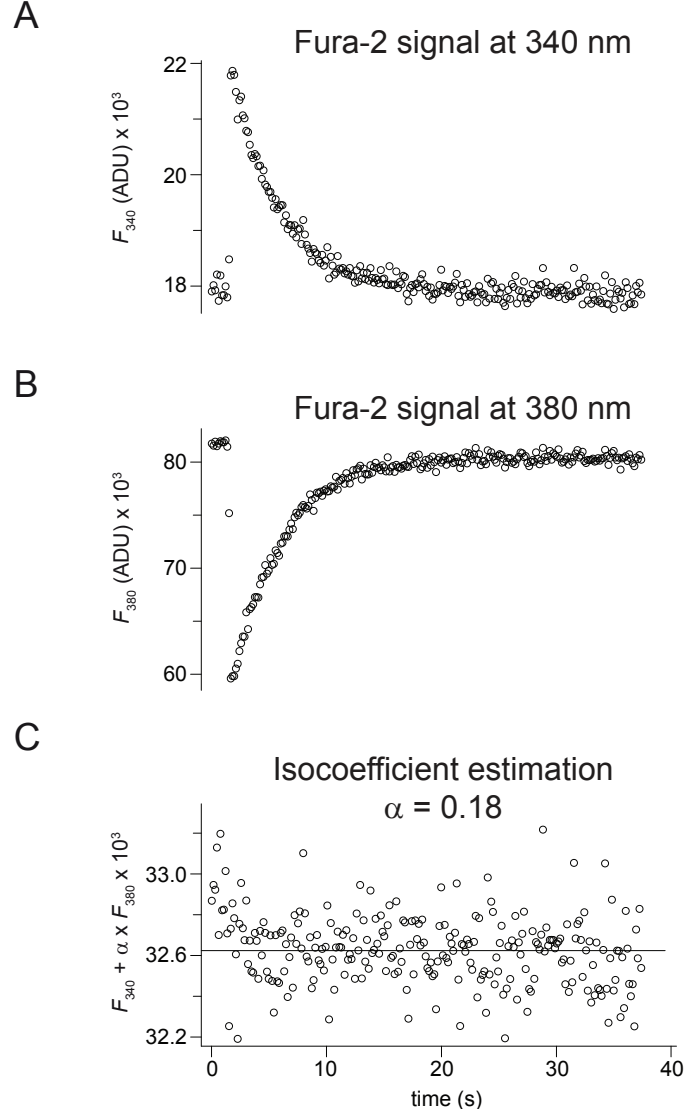 A
Fura-2 signal at 340 nm
F340 (ADU) x 10³
22
20
18
B
Fura-2 signal at 380 nm
F380 (ADU) x 10³
80
70
60
C
Isocoefficient estimation
α = 0.18
F340 + α x F380 x 10³
33.0
32.6
32.2
0 10 20 30 40
time (s)